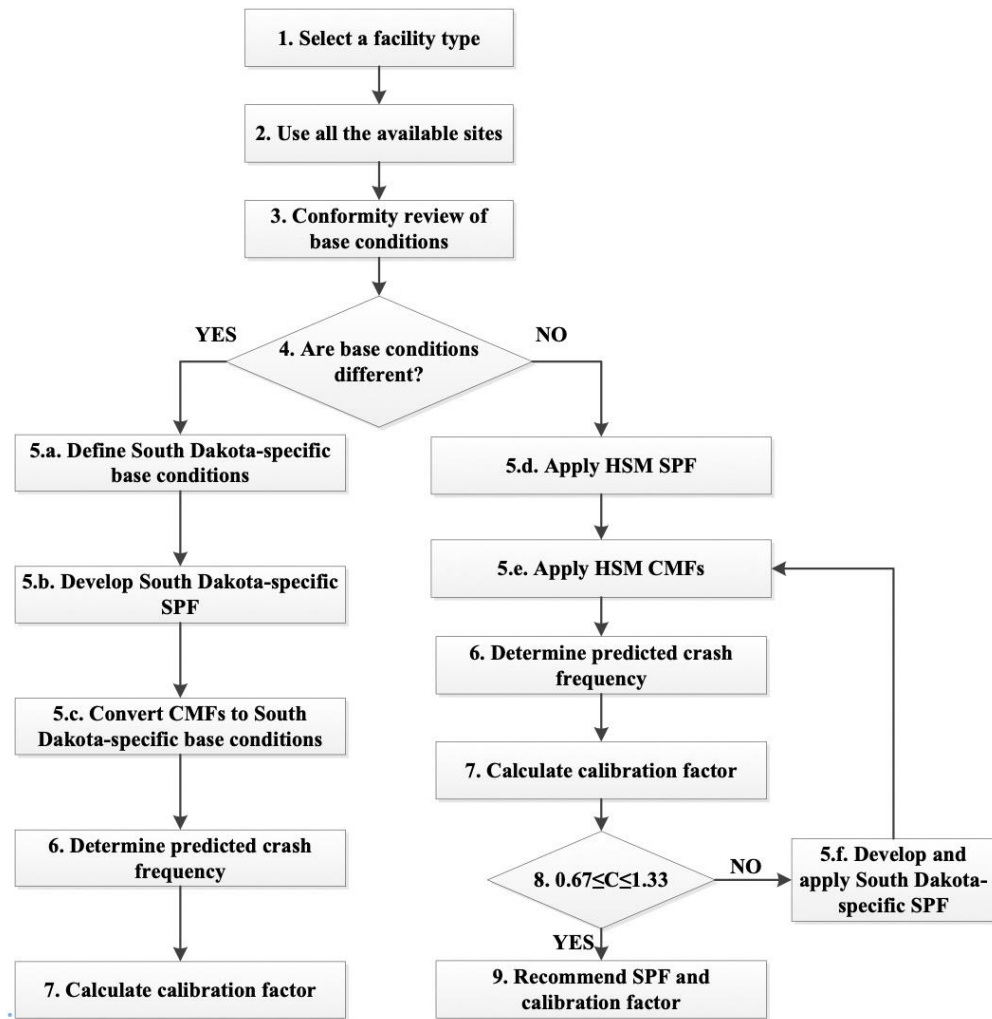 1. Select a facility type
2. Use all the available sites
3. Conformity review of
base conditions
YES
NO
4. Are base conditions
different?
5.a. Define South Dakota-specific
base conditions
5.b. Develop South Dakota-specific
SPF
5.c. Convert CMFs to South
Dakota-specific base conditions
6. Determine predicted crash
frequency
7. Calculate calibration factor
5.d. Apply HSM SPF
5.e. Apply HSM CMFs
6. Determine predicted crash
frequency
7. Calculate calibration factor
8. 0.67≤C≤1.33
NO
5.f. Develop and
apply South Dakota-
specific SPF
YES
9. Recommend SPF and
calibration factor